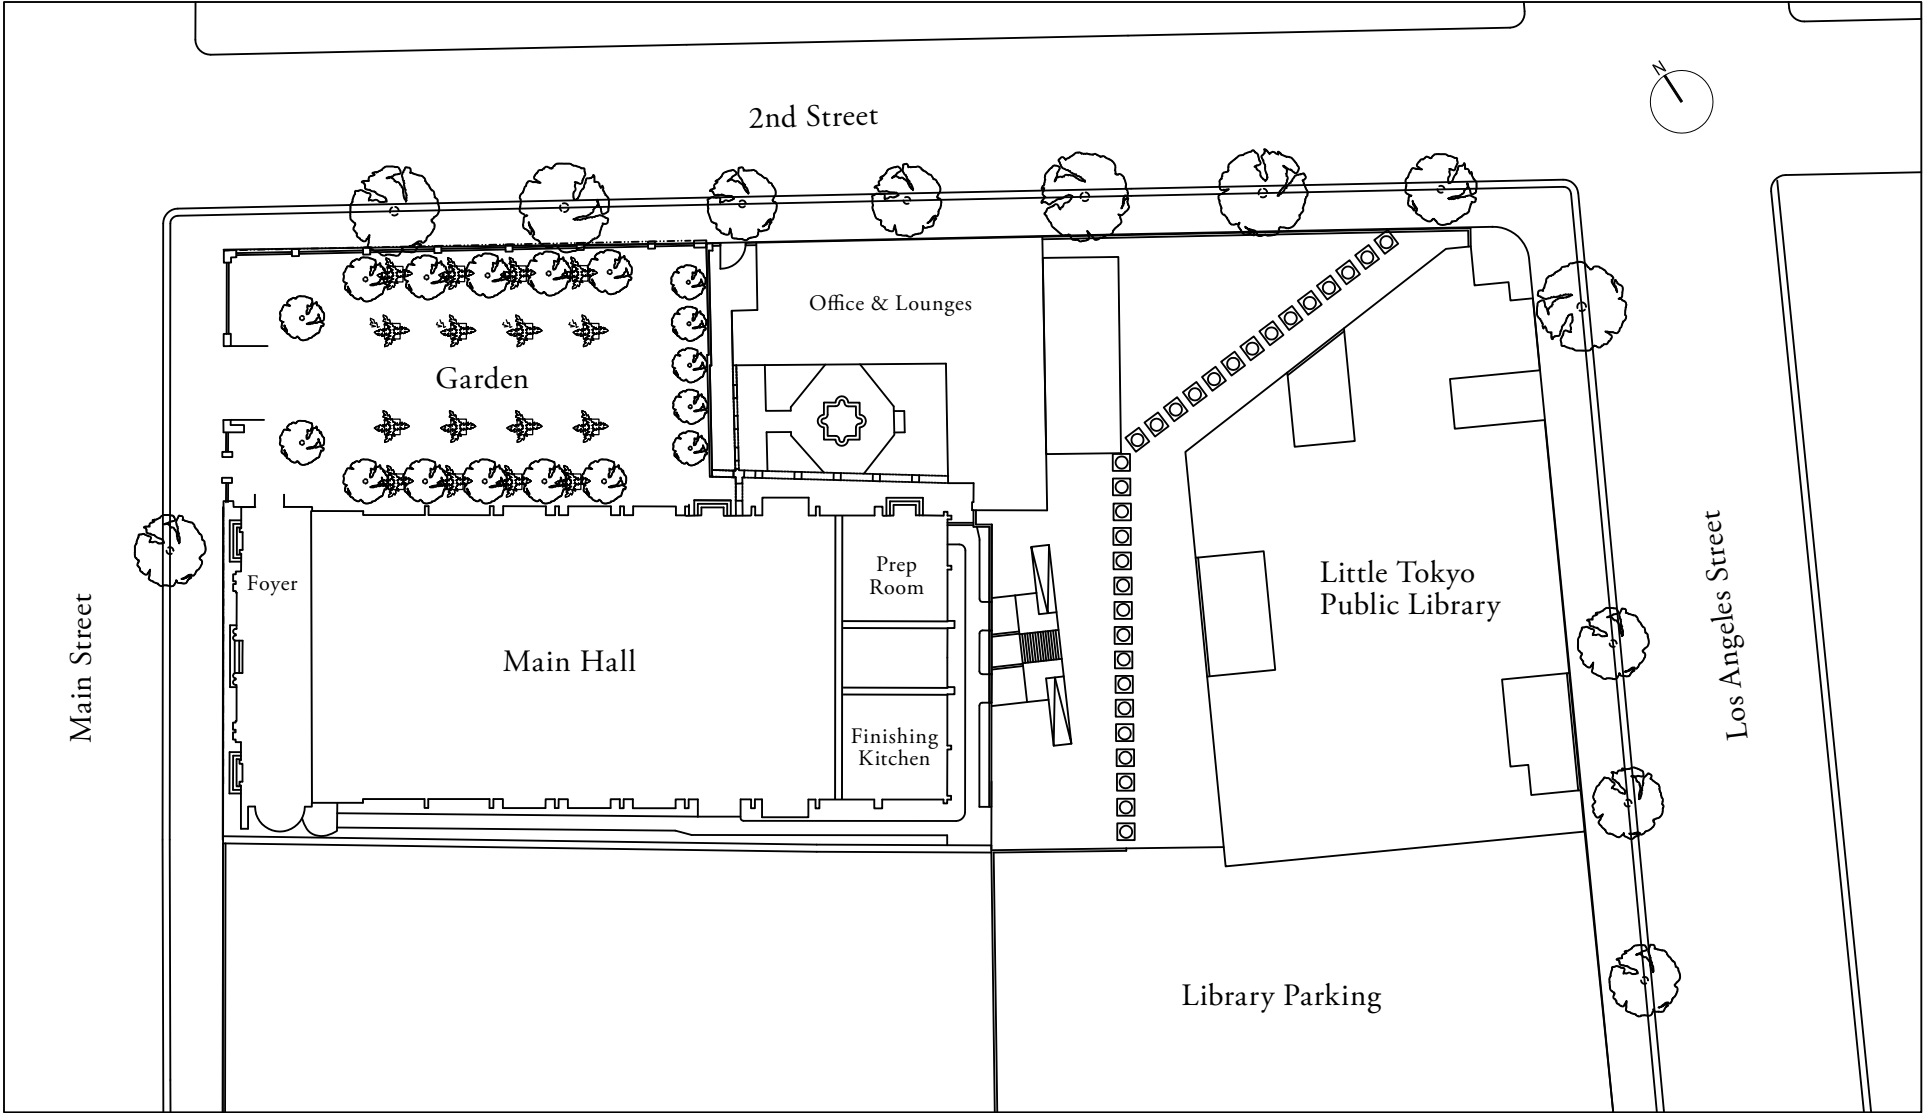 N
2nd Street
Office & Lounges
Garden
Foyer
Prep
Room
Main Street
Main Hall
Finishing
Kitchen
Little Tokyo
Public Library
Los Angeles Street
Library Parking